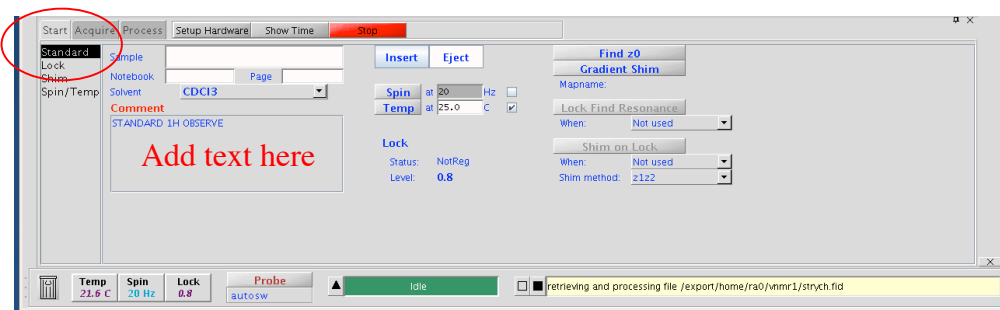 Start Acquire Process Setup Hardware Show Time Stop
Standard
Lock
Shim
Spin/Temp
Sample
Notebook Page
Solvent CDCl3
Comment
STANDARD 1H OBSERVE
Add text here
Insert Eject
Spin at 20 Hz
Temp at 25.0 C
Lock
Status: NotReg
Level: 0.8
Find z0
Gradient Shim
Mapname:
Lock Find Resonance
When: Not used
Shim on Lock
When: Not used
Shim method: z1z2
Temp Spin Lock Probe
21.6 C 20 Hz 0.8 autosw
Idle
retrieving and processing file /export/home/ra0/vnmr1/strych.fid